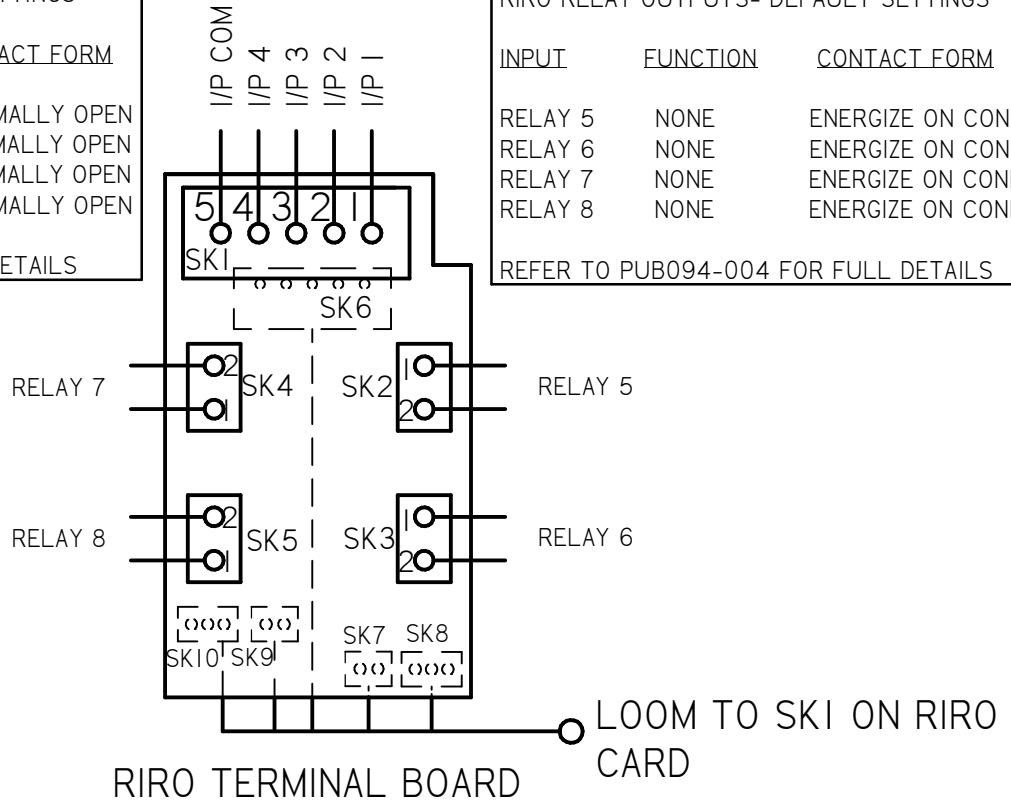 ACT FORM
MALLY OPEN
MALLY OPEN
MALLY OPEN
MALLY OPEN
ETAILS
I/P COM
I/P 4
I/P 3
I/P 2
I/P 1
RIRO RELAY OUTPUTS- DEFAULT SETTINGS
INPUT FUNCTION CONTACT FORM
RELAY 5 NONE ENERGIZE ON CON
RELAY 6 NONE ENERGIZE ON CON
RELAY 7 NONE ENERGIZE ON CON
RELAY 8 NONE ENERGIZE ON CON
REFER TO PUB094-004 FOR FULL DETAILS
5 4 3 2 1
SK1
SK6
RELAY 7
2
1
SK4
SK2
1
2
RELAY 5
RELAY 8
2
1
SK5
SK3
1
2
RELAY 6
SK10 SK9
SK7 SK8
LOOM TO SK1 ON RIRO
CARD
RIRO TERMINAL BOARD